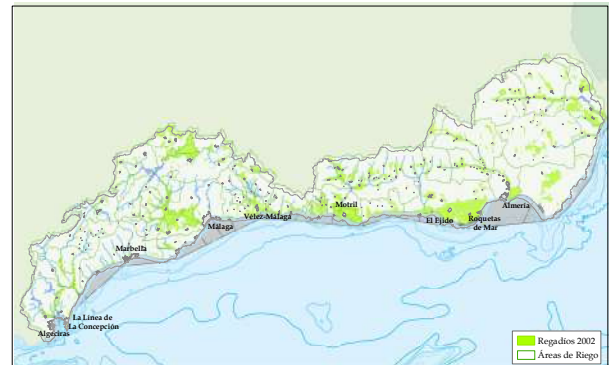 Almería
Motril
Roquetas
de Mar
El Ejido
Vélez-Málaga
Málaga
Marbella
La Línea de
La Concepción
Algeciras
Regadíos 2002
Áreas de Riego